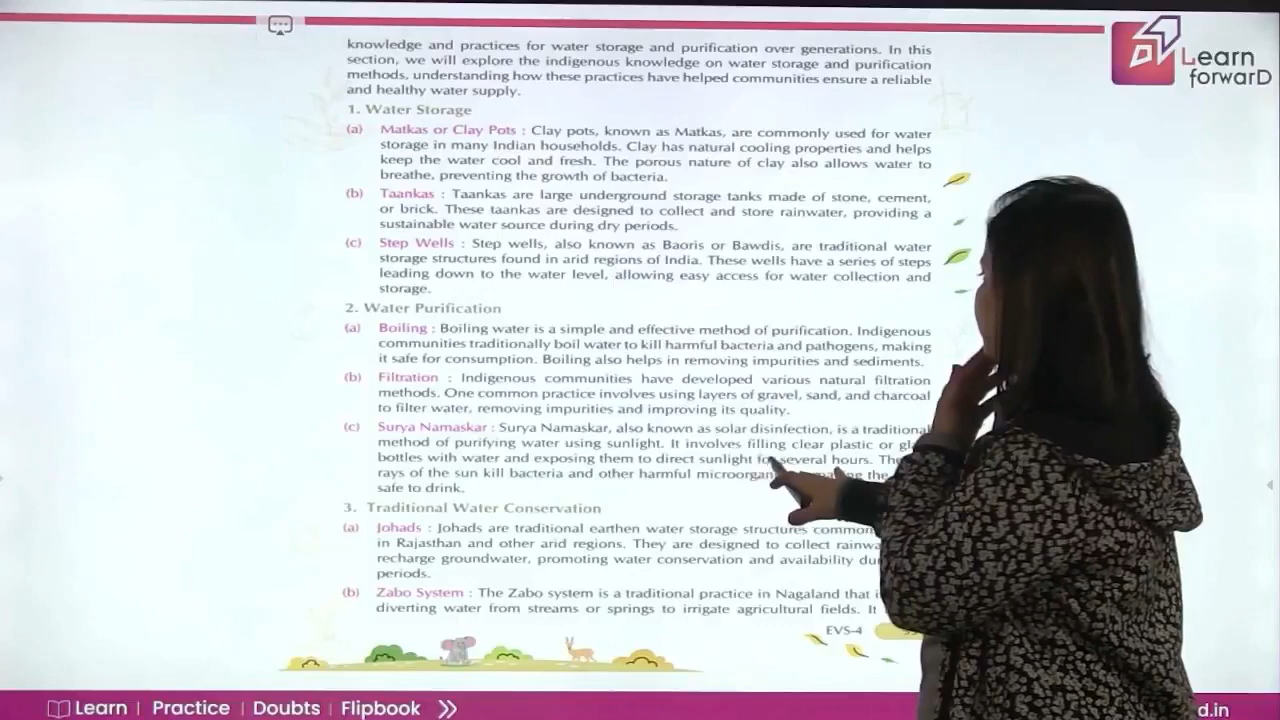 Learn
forwarD
knowledge and practices for water storage and purification over generations. In this
section, we will explore the indigenous knowledge on water storage and purification
methods, understanding how these practices have helped communities ensure a reliable
and healthy water supply.
1. Water Storage
(a) Matkas or Clay Pots : Clay pots, known as Matkas, are commonly used for water
storage in many Indian households. Clay has natural cooling properties and helps
keep the water cool and fresh. The porous nature of clay also allows water to
breathe, preventing the growth of bacteria.
(b) Taankas : Taankas are large underground storage tanks made of stone, cement,
or brick. These taankas are designed to collect and store rainwater, providing a
sustainable water source during dry periods.
(c) Step Wells : Step wells, also known as Baoris or Bawdis, are traditional water
storage structures found in arid regions of India. These wells have a series of steps
leading down to the water level, allowing easy access for water collection and
storage.
2. Water Purification
(a) Boiling : Boiling water is a simple and effective method of purification. Indigenous
communities traditionally boil water to kill harmful bacteria and pathogens, making
it safe for consumption. Boiling also helps in removing impurities and sediments.
(b) Filtration : Indigenous communities have developed various natural filtration
methods. One common practice involves using layers of gravel, sand, and charcoal
to filter water, removing impurities and improving its quality.
(c) Surya Namaskar : Surya Namaskar, also known as solar disinfection, is a traditional
method of purifying water using sunlight. It involves filling clear plastic or
bottles with water and exposing them to direct sunlight for several hours.
rays of the sun kill bacteria and other harmful the
safe to drink.
3. Traditional Water Conservation
(a) Johads : Johads are traditional earthen water storage structures
in Rajasthan and other arid regions. They are designed to collect
recharge groundwater, promoting water conservation and availability
periods.
(b) Zabo System : The Zabo system is a traditional practice in Nagaland that
diverting water from streams or springs to irrigate agricultural fields. It
EVS-4
Learn | Practice | Doubts | Flipbook
d.in